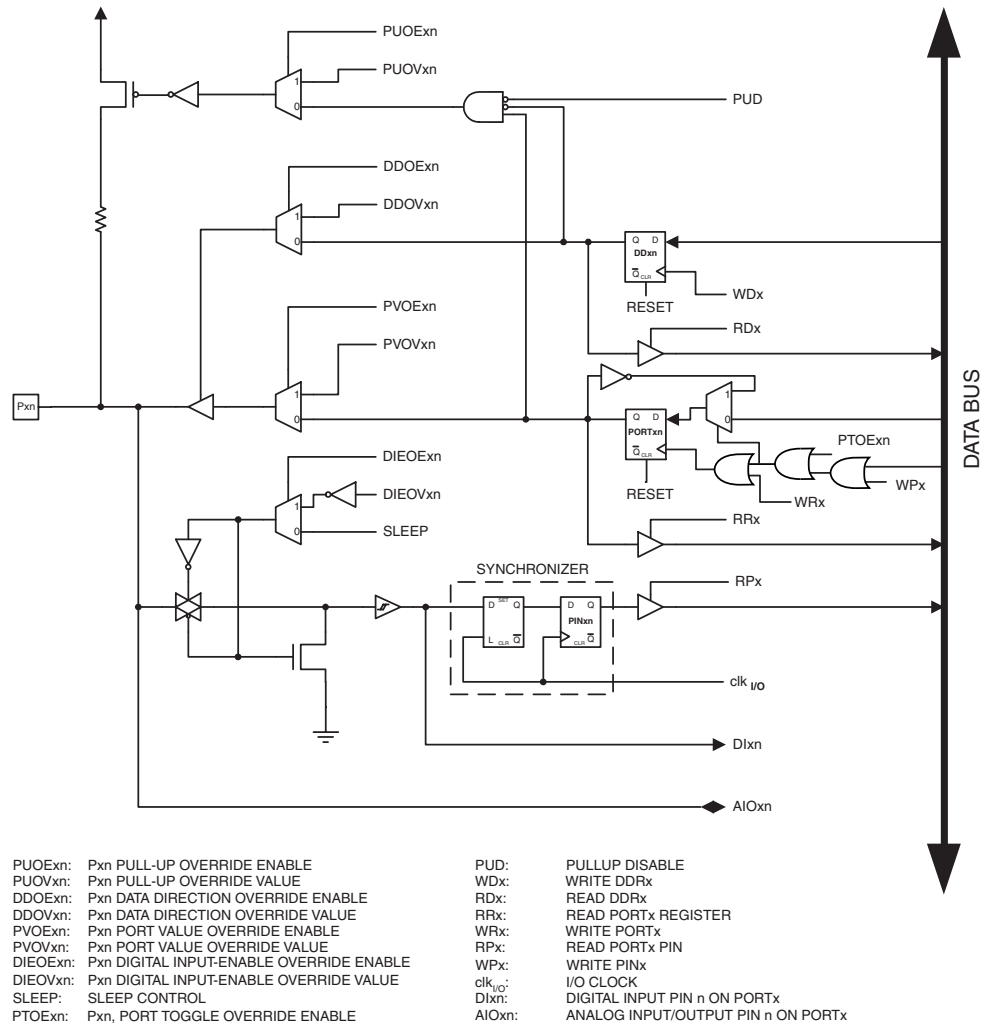 PUOExn
PUOVxn
1
0
PUD
DDOExn
DDOVxn
1
0
Q D
DDxn
Q CLR
WDx
RESET
RDx
PVOExn
PVOVxn
1
0
Pxn
1
0
Q D
PORTxn
Q CLR
PTOExn
WPx
RESET
WRx
RRx
DATA BUS
DIEOExn
DIEOVxn
1
0
SLEEP
SYNCHRONIZER
D SET Q
L CLR Q
D Q
PINxn
CLR Q
RPx
clk I/O
DIxn
AIOxn
PUOExn: Pxn PULL-UP OVERRIDE ENABLE
PUOVxn: Pxn PULL-UP OVERRIDE VALUE
DDOExn: Pxn DATA DIRECTION OVERRIDE ENABLE
DDOVxn: Pxn DATA DIRECTION OVERRIDE VALUE
PVOExn: Pxn PORT VALUE OVERRIDE ENABLE
PVOVxn: Pxn PORT VALUE OVERRIDE VALUE
DIEOExn: Pxn DIGITAL INPUT-ENABLE OVERRIDE ENABLE
DIEOVxn: Pxn DIGITAL INPUT-ENABLE OVERRIDE VALUE
SLEEP: SLEEP CONTROL
PTOExn: Pxn, PORT TOGGLE OVERRIDE ENABLE
PUD: PULLUP DISABLE
WDx: WRITE DDRx
RDx: READ DDRx
RRx: READ PORTx REGISTER
WRx: WRITE PORTx
RPx: READ PORTx PIN
WPx: WRITE PINx
clkI/O: I/O CLOCK
DIxn: DIGITAL INPUT PIN n ON PORTx
AIOxn: ANALOG INPUT/OUTPUT PIN n ON PORTx